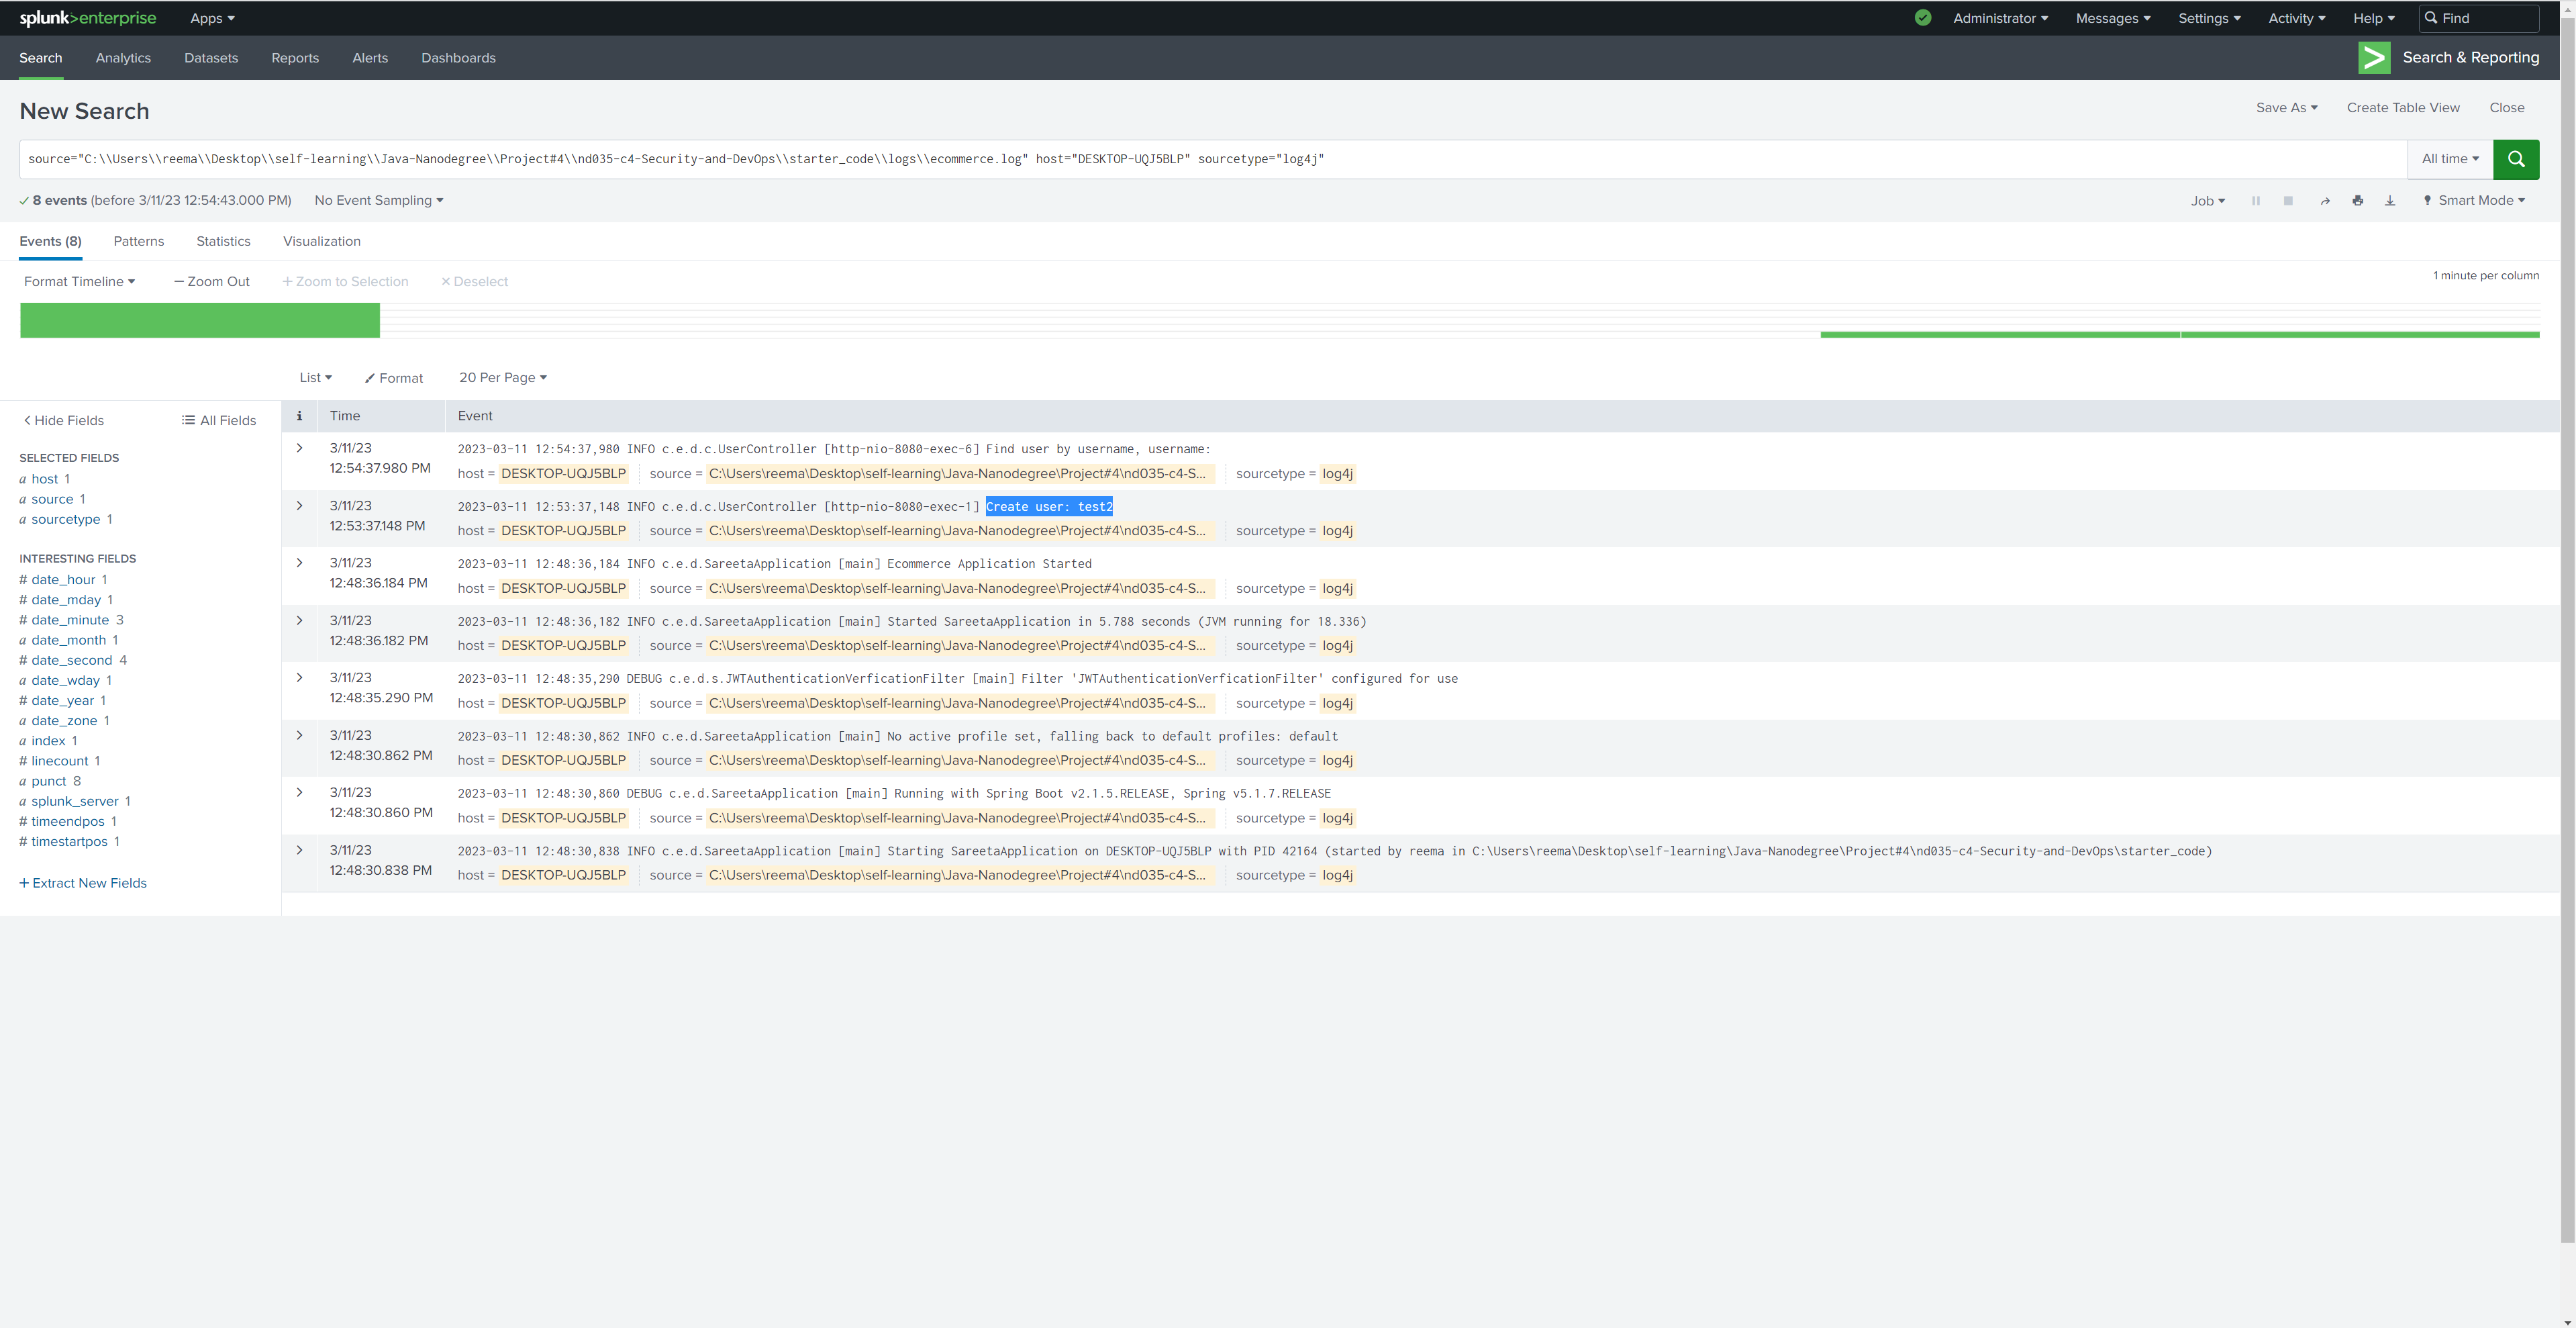 splunk>enterprise Apps Administrator Messages Settings Activity Help Find
Search Analytics Datasets Reports Alerts Dashboards Search & Reporting
New Search Save As Create Table View Close
source="C:\\Users\\reema\\Desktop\\self-learning\\Java-Nanodegree\\Project#4\\nd035-c4-Security-and-DevOps\\starter_code\\logs\\ecommerce.log" host="DESKTOP-UQJ5BLP" sourcetype="log4j" All time
8 events (before 3/11/23 12:54:43.000 PM) No Event Sampling Job Smart Mode
Events (8) Patterns Statistics Visualization
Format Timeline — Zoom Out + Zoom to Selection × Deselect 1 minute per column
List Format 20 Per Page
< Hide Fields All Fields
SELECTED FIELDS
a host 1
a source 1
a sourcetype 1
INTERESTING FIELDS
# date_hour 1
# date_mday 1
# date_minute 3
a date_month 1
# date_second 4
a date_wday 1
# date_year 1
a date_zone 1
a index 1
# linecount 1
a punct 8
a splunk_server 1
# timeendpos 1
# timestartpos 1
+ Extract New Fields
i Time Event
> 3/11/23 2023-03-11 12:54:37,980 INFO c.e.d.c.UserController [http-nio-8080-exec-6] Find user by username, username:
12:54:37.980 PM host = DESKTOP-UQJ5BLP source = C:\Users\reema\Desktop\self-learning\Java-Nanodegree\Project#4\nd035-c4-S... sourcetype = log4j
> 3/11/23 2023-03-11 12:53:37,148 INFO c.e.d.c.UserController [http-nio-8080-exec-1] Create user: test2
12:53:37.148 PM host = DESKTOP-UQJ5BLP source = C:\Users\reema\Desktop\self-learning\Java-Nanodegree\Project#4\nd035-c4-S... sourcetype = log4j
> 3/11/23 2023-03-11 12:48:36,184 INFO c.e.d.SareetaApplication [main] Ecommerce Application Started
12:48:36.184 PM host = DESKTOP-UQJ5BLP source = C:\Users\reema\Desktop\self-learning\Java-Nanodegree\Project#4\nd035-c4-S... sourcetype = log4j
> 3/11/23 2023-03-11 12:48:36,182 INFO c.e.d.SareetaApplication [main] Started SareetaApplication in 5.788 seconds (JVM running for 18.336)
12:48:36.182 PM host = DESKTOP-UQJ5BLP source = C:\Users\reema\Desktop\self-learning\Java-Nanodegree\Project#4\nd035-c4-S... sourcetype = log4j
> 3/11/23 2023-03-11 12:48:35,290 DEBUG c.e.d.s.JWTAuthenticationVerficationFilter [main] Filter 'JWTAuthenticationVerficationFilter' configured for use
12:48:35.290 PM host = DESKTOP-UQJ5BLP source = C:\Users\reema\Desktop\self-learning\Java-Nanodegree\Project#4\nd035-c4-S... sourcetype = log4j
> 3/11/23 2023-03-11 12:48:30,862 INFO c.e.d.SareetaApplication [main] No active profile set, falling back to default profiles: default
12:48:30.862 PM host = DESKTOP-UQJ5BLP source = C:\Users\reema\Desktop\self-learning\Java-Nanodegree\Project#4\nd035-c4-S... sourcetype = log4j
> 3/11/23 2023-03-11 12:48:30,860 DEBUG c.e.d.SareetaApplication [main] Running with Spring Boot v2.1.5.RELEASE, Spring v5.1.7.RELEASE
12:48:30.860 PM host = DESKTOP-UQJ5BLP source = C:\Users\reema\Desktop\self-learning\Java-Nanodegree\Project#4\nd035-c4-S... sourcetype = log4j
> 3/11/23 2023-03-11 12:48:30,838 INFO c.e.d.SareetaApplication [main] Starting SareetaApplication on DESKTOP-UQJ5BLP with PID 42164 (started by reema in C:\Users\reema\Desktop\self-learning\Java-Nanodegree\Project#4\nd035-c4-Security-and-DevOps\starter_code)
12:48:30.838 PM host = DESKTOP-UQJ5BLP source = C:\Users\reema\Desktop\self-learning\Java-Nanodegree\Project#4\nd035-c4-S... sourcetype = log4j